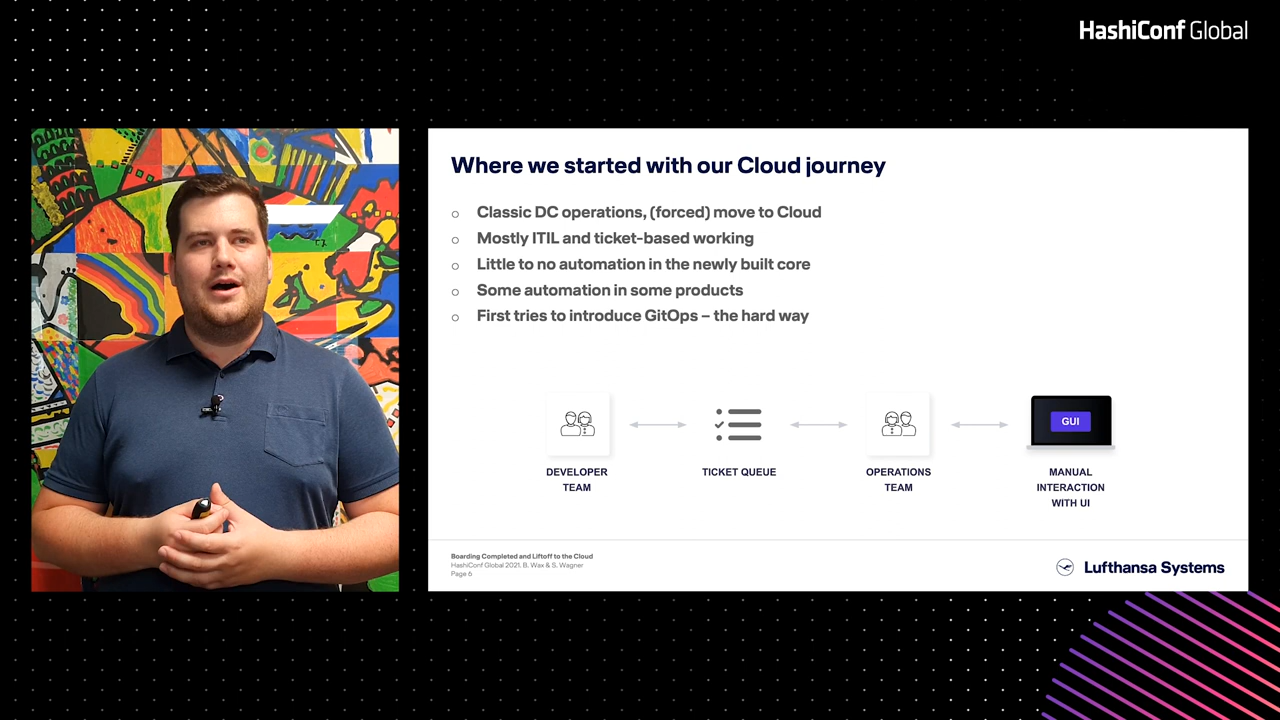 HashiConf Global
Where we started with our Cloud journey
Classic DC operations, (forced) move to Cloud
Mostly ITIL and ticket-based working
Little to no automation in the newly built core
Some automation in some products
First tries to introduce GitOps – the hard way
GUI
DEVELOPER
TEAM
TICKET QUEUE
OPERATIONS
TEAM
MANUAL
INTERACTION
WITH UI
Boarding Completed and Liftoff to the Cloud
HashiConf Global 2021. B. Wax & S. Wagner
Page 6
Lufthansa Systems